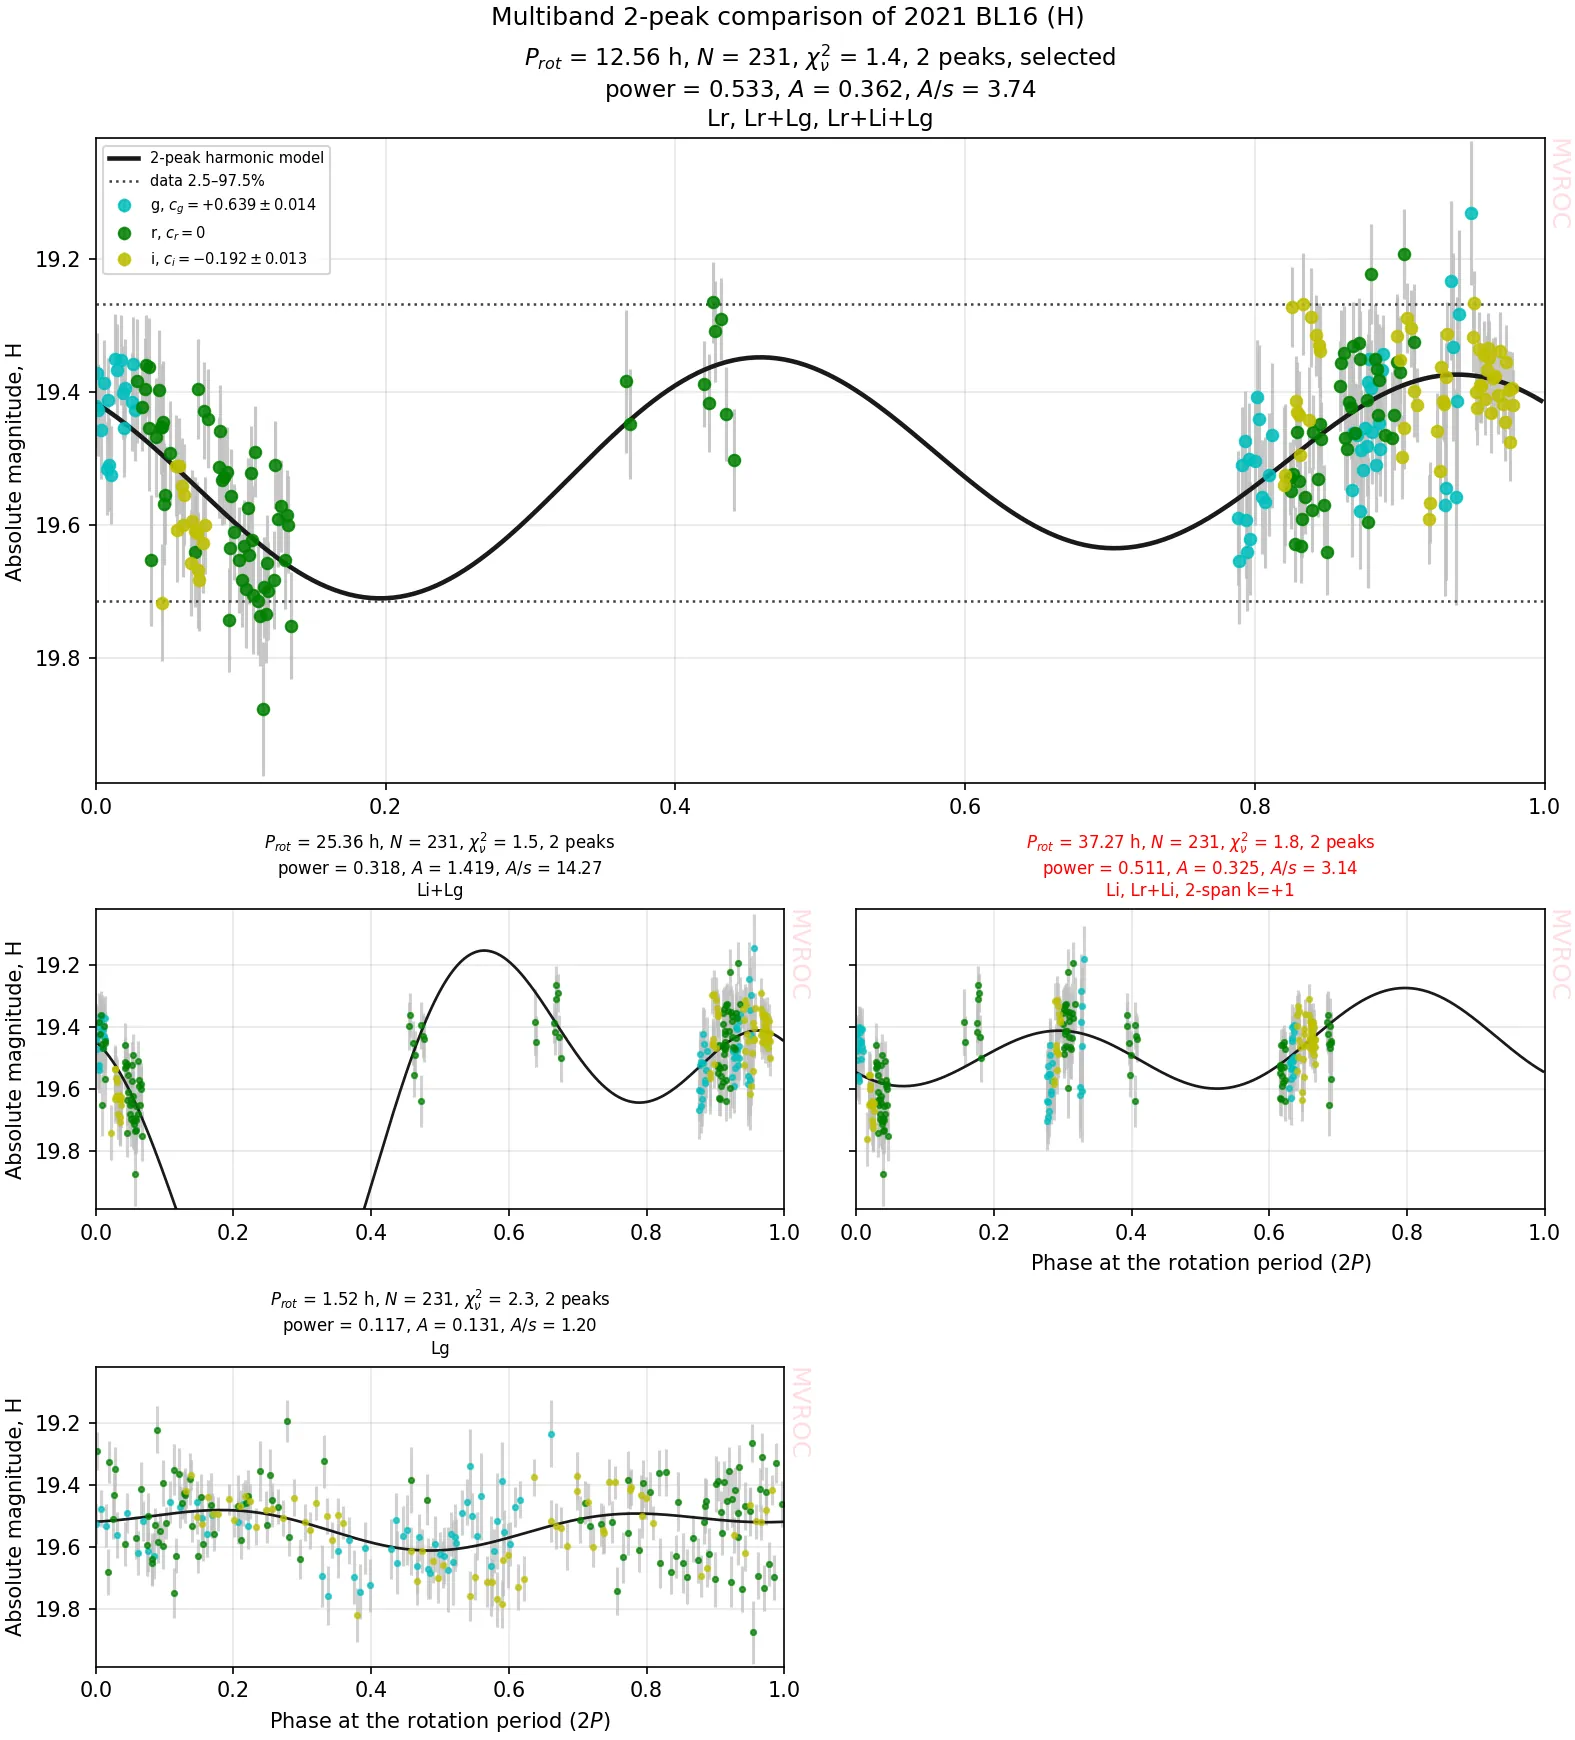 Multiband 2-peak comparison of 2021 BL16 (H)
P_rot = 12.56 h, N = 231, χ²_ν = 1.4, 2 peaks, selected
power = 0.533, A = 0.362, A/s = 3.74
Lr, Lr+Lg, Lr+Li+Lg
2-peak harmonic model
data 2.5–97.5%
g, c_g = +0.639 ± 0.014
r, c_r = 0
i, c_i = −0.192 ± 0.013
MVROC
Absolute magnitude, H
19.2
19.4
19.6
19.8
0.0 0.2 0.4 0.6 0.8 1.0
P_rot = 25.36 h, N = 231, χ²_ν = 1.5, 2 peaks
power = 0.318, A = 1.419, A/s = 14.27
Li+Lg
MVROC
Absolute magnitude, H
19.2
19.4
19.6
19.8
0.0 0.2 0.4 0.6 0.8 1.0
P_rot = 37.27 h, N = 231, χ²_ν = 1.8, 2 peaks
power = 0.511, A = 0.325, A/s = 3.14
Li, Lr+Li, 2-span k=+1
MVROC
0.0 0.2 0.4 0.6 0.8 1.0
Phase at the rotation period (2P)
P_rot = 1.52 h, N = 231, χ²_ν = 2.3, 2 peaks
power = 0.117, A = 0.131, A/s = 1.20
Lg
MVROC
Absolute magnitude, H
19.2
19.4
19.6
19.8
0.0 0.2 0.4 0.6 0.8 1.0
Phase at the rotation period (2P)